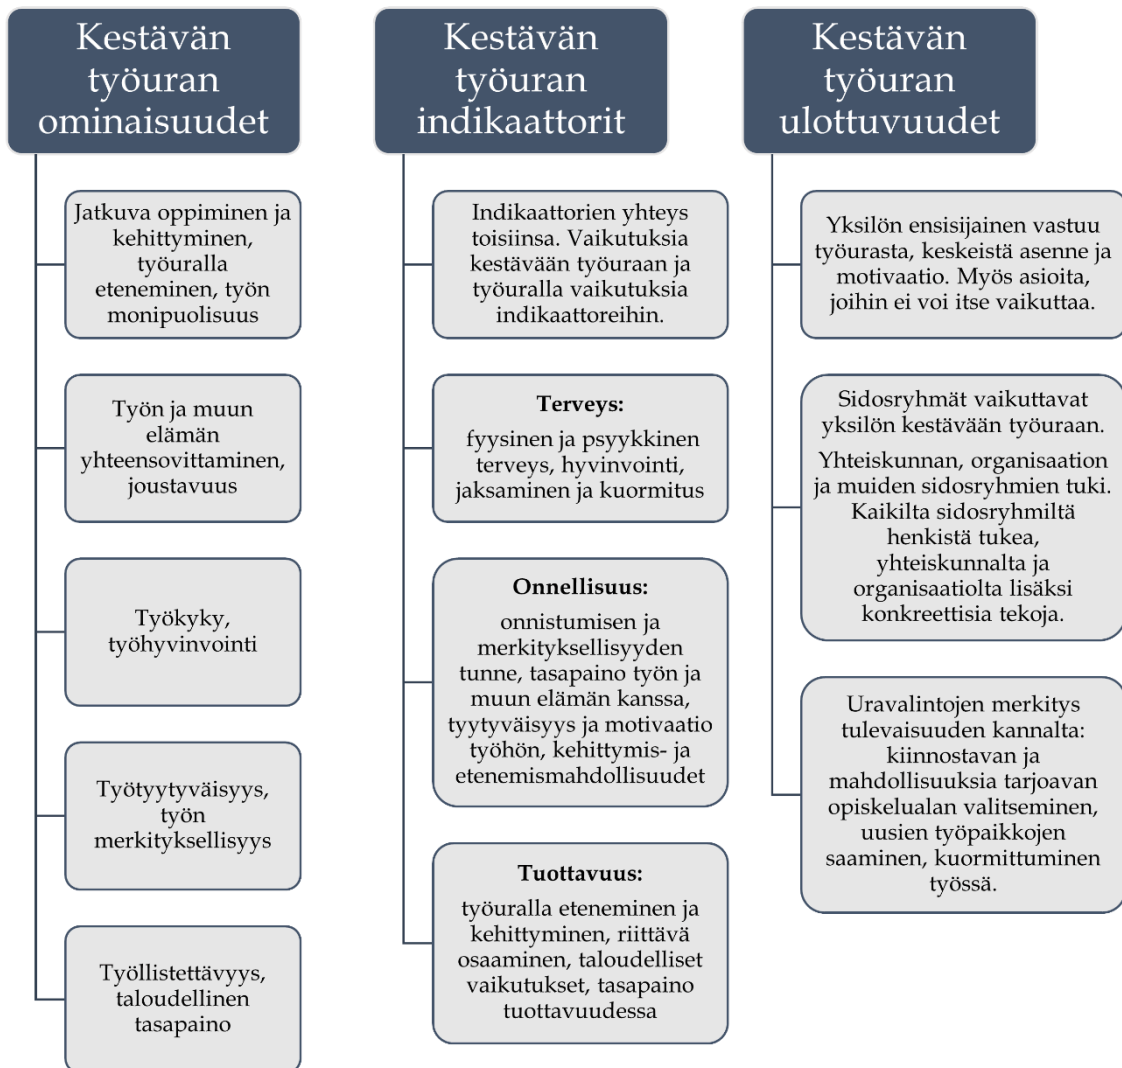 Kestävän
työuran
ominaisuudet
Jatkuva oppiminen ja
kehittyminen,
työuralla
eteneminen, työn
monipuolisuus
Työn ja muun
elämän
yhteensovittaminen,
joustavuus
Työkyky,
työhyvinvointi
Työtyytyväisyys,
työn
merkityksellisyys
Työllistettävyys,
taloudellinen
tasapaino
Kestävän
työuran
indikaattorit
Indikaattorien yhteys
toisiinsa. Vaikutuksia
kestävään työuraan ja
työuralla vaikutuksia
indikaattoreihin.
Terveys:
fyysinen ja psyykkinen
terveys, hyvinvointi,
jaksaminen ja kuormitus
Onnellisuus:
onnistumisen ja
merkityksellisyyden
tunne, tasapaino työn ja
muun elämän kanssa,
tyytyväisyys ja motivaatio
työhön, kehittymis- ja
etenemismahdollisuudet
Tuottavuus:
työuralla eteneminen ja
kehittyminen, riittävä
osaaminen, taloudelliset
vaikutukset, tasapaino
tuottavuudessa
Kestävän
työuran
ulottuvuudet
Yksilön ensisijainen vastuu
työurasta, keskeistä asenne ja
motivaatio. Myös asioita,
joihin ei voi itse vaikuttaa.
Sidosryhmät vaikuttavat
yksilön kestävään työuraan.
Yhteiskunnan, organisaation
ja muiden sidosryhmien tuki.
Kaikilta sidosryhmiltä
henkistä tukea,
yhteiskunnalta ja
organisaatiolta lisäksi
konkreettisia tekoja.
Uravalintojen merkitys
tulevaisuuden kannalta:
kiinnostavan ja
mahdollisuuksia tarjoavan
opiskelualan valitseminen,
uusien työpaikkojen
saaminen, kuormittuminen
työssä.